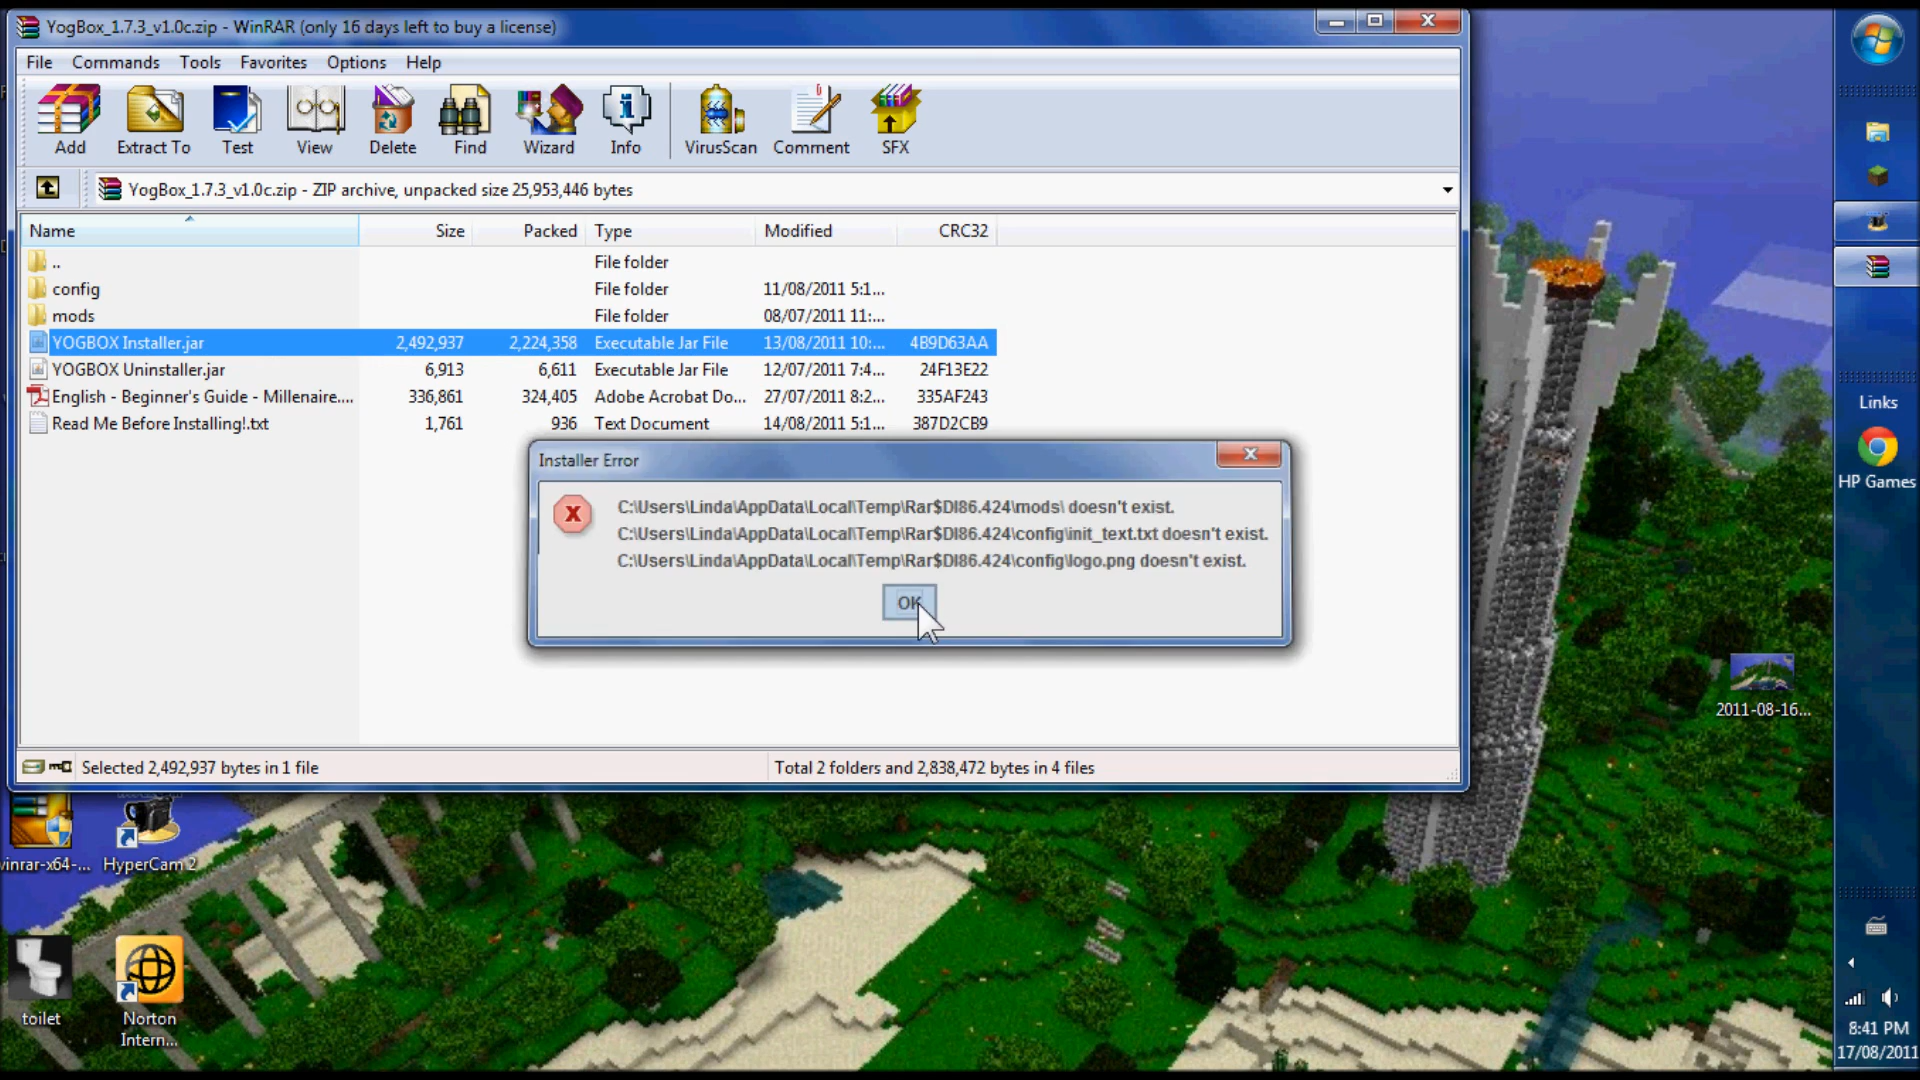 YogBox_1.7.3_v1.0c.zip - WinRAR (only 16 days left to buy a license)
File Commands Tools Favorites Options Help
Add Extract To Test View Delete Find Wizard Info VirusScan Comment SFX
YogBox_1.7.3_v1.0c.zip - ZIP archive, unpacked size 25,953,446 bytes
Name Size Packed Type Modified CRC32
.. File folder
config File folder 11/08/2011 5:1...
mods File folder 08/07/2011 11:...
YOGBOX Installer.jar 2,492,937 2,224,358 Executable Jar File 13/08/2011 10:... 4B9D63AA
YOGBOX Uninstaller.jar 6,913 6,611 Executable Jar File 12/07/2011 7:4... 24F13E22
English - Beginner's Guide - Millenaire.... 336,861 324,405 Adobe Acrobat Do... 27/07/2011 8:2... 335AF243
Read Me Before Installing!.txt 1,761 936 Text Document 14/08/2011 5:1... 387D2CB9
Installer Error
C:\Users\Linda\AppData\Local\Temp\Rar$DI86.424\mods\ doesn't exist.
C:\Users\Linda\AppData\Local\Temp\Rar$DI86.424\config\init_text.txt doesn't exist.
C:\Users\Linda\AppData\Local\Temp\Rar$DI86.424\config\logo.png doesn't exist.
OK
Selected 2,492,937 bytes in 1 file Total 2 folders and 2,838,472 bytes in 4 files
Links
HP Games
2011-08-16...
winrar-x64-... HyperCam 2
toilet Norton
Intern...
8:41 PM
17/08/2011